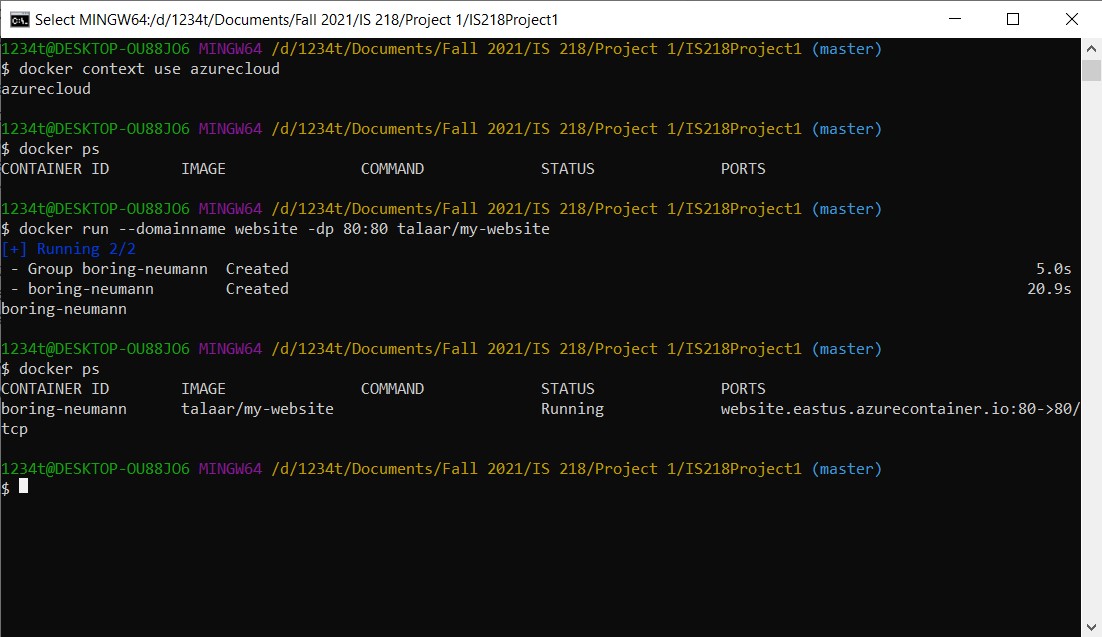 Select MINGW64:/d/1234t/Documents/Fall 2021/IS 218/Project 1/IS218Project1
1234t@DESKTOP-OU88JO6 MINGW64 /d/1234t/Documents/Fall 2021/IS 218/Project 1/IS218Project1 (master)
$ docker context use azurecloud
azurecloud
1234t@DESKTOP-OU88JO6 MINGW64 /d/1234t/Documents/Fall 2021/IS 218/Project 1/IS218Project1 (master)
$ docker ps
CONTAINER ID        IMAGE               COMMAND             STATUS              PORTS
1234t@DESKTOP-OU88JO6 MINGW64 /d/1234t/Documents/Fall 2021/IS 218/Project 1/IS218Project1 (master)
$ docker run --domainname website -dp 80:80 talaar/my-website
[+] Running 2/2
 - Group boring-neumann  Created                                                                                   5.0s
 - boring-neumann        Created                                                                                  20.9s
boring-neumann
1234t@DESKTOP-OU88JO6 MINGW64 /d/1234t/Documents/Fall 2021/IS 218/Project 1/IS218Project1 (master)
$ docker ps
CONTAINER ID        IMAGE               COMMAND             STATUS              PORTS
boring-neumann      talaar/my-website                       Running             website.eastus.azurecontainer.io:80->80/
tcp
1234t@DESKTOP-OU88JO6 MINGW64 /d/1234t/Documents/Fall 2021/IS 218/Project 1/IS218Project1 (master)
$